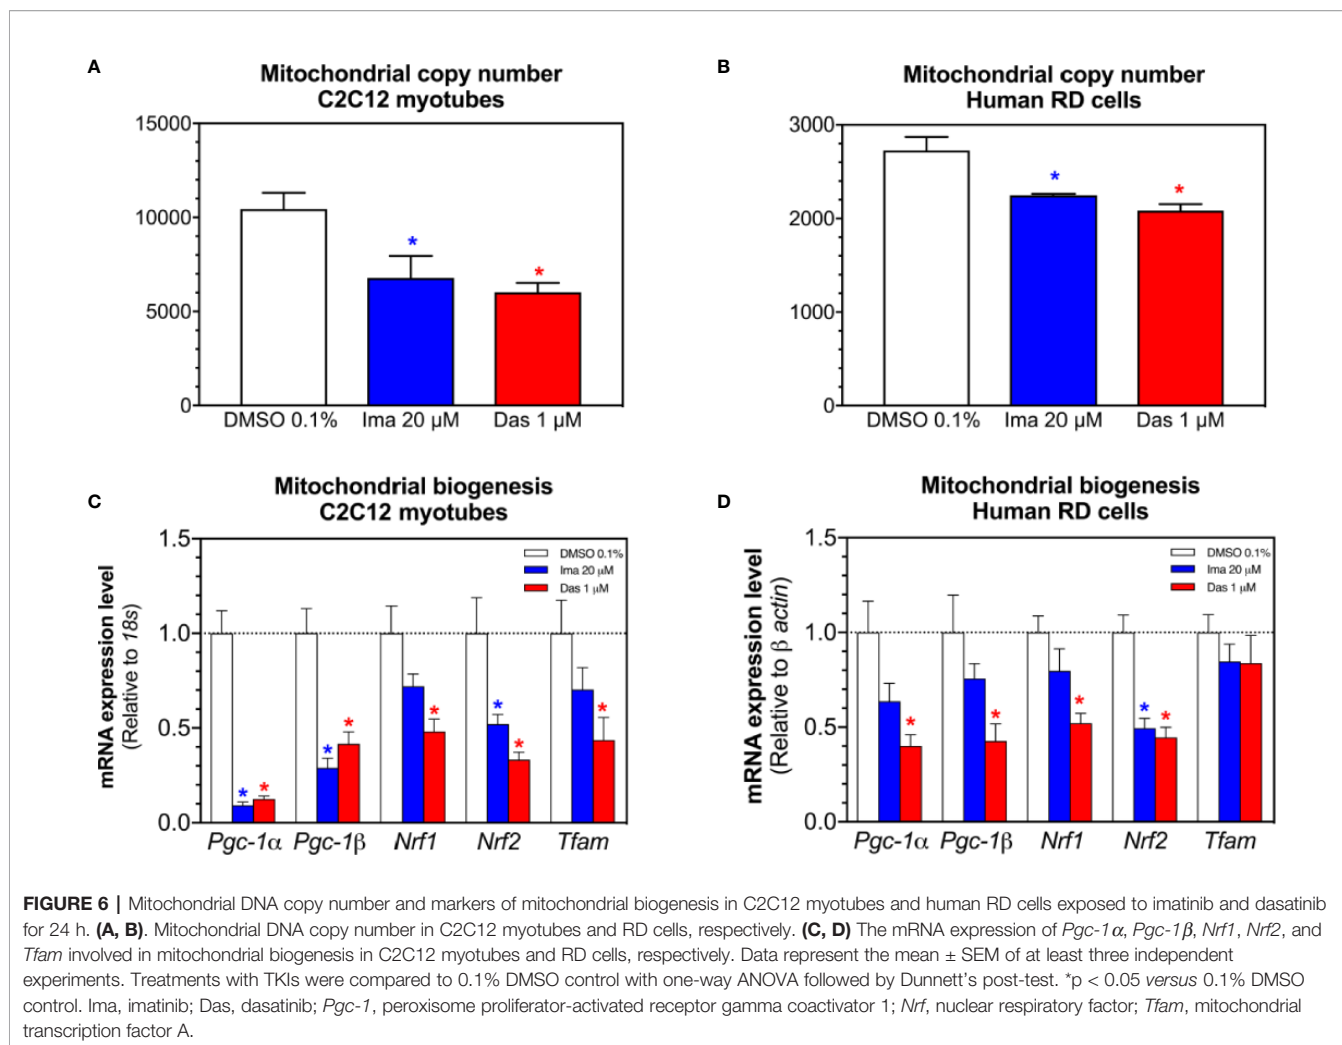 A
Mitochondrial copy number
C2C12 myotubes
15000
10000
5000
0
*
*
DMSO 0.1% Ima 20 µM Das 1 µM
B
Mitochondrial copy number
Human RD cells
3000
2000
1000
0
*
*
DMSO 0.1% Ima 20 µM Das 1 µM
C
Mitochondrial biogenesis
C2C12 myotubes
mRNA expression level
(Relative to 18s)
1.5
1.0
0.5
0.0
DMSO 0.1%
Ima 20 µM
Das 1 µM
* * * * * * * *
Pgc-1α Pgc-1β Nrf1 Nrf2 Tfam
D
Mitochondrial biogenesis
Human RD cells
mRNA expression level
(Relative to β actin)
1.5
1.0
0.5
0.0
DMSO 0.1%
Ima 20 µM
Das 1 µM
* * * * *
Pgc-1α Pgc-1β Nrf1 Nrf2 Tfam
FIGURE 6 | Mitochondrial DNA copy number and markers of mitochondrial biogenesis in C2C12 myotubes and human RD cells exposed to imatinib and dasatinib
for 24 h. (A, B). Mitochondrial DNA copy number in C2C12 myotubes and RD cells, respectively. (C, D) The mRNA expression of Pgc-1α, Pgc-1β, Nrf1, Nrf2, and
Tfam involved in mitochondrial biogenesis in C2C12 myotubes and RD cells, respectively. Data represent the mean ± SEM of at least three independent
experiments. Treatments with TKIs were compared to 0.1% DMSO control with one-way ANOVA followed by Dunnett's post-test. *p < 0.05 versus 0.1% DMSO
control. Ima, imatinib; Das, dasatinib; Pgc-1, peroxisome proliferator-activated receptor gamma coactivator 1; Nrf, nuclear respiratory factor; Tfam, mitochondrial
transcription factor A.